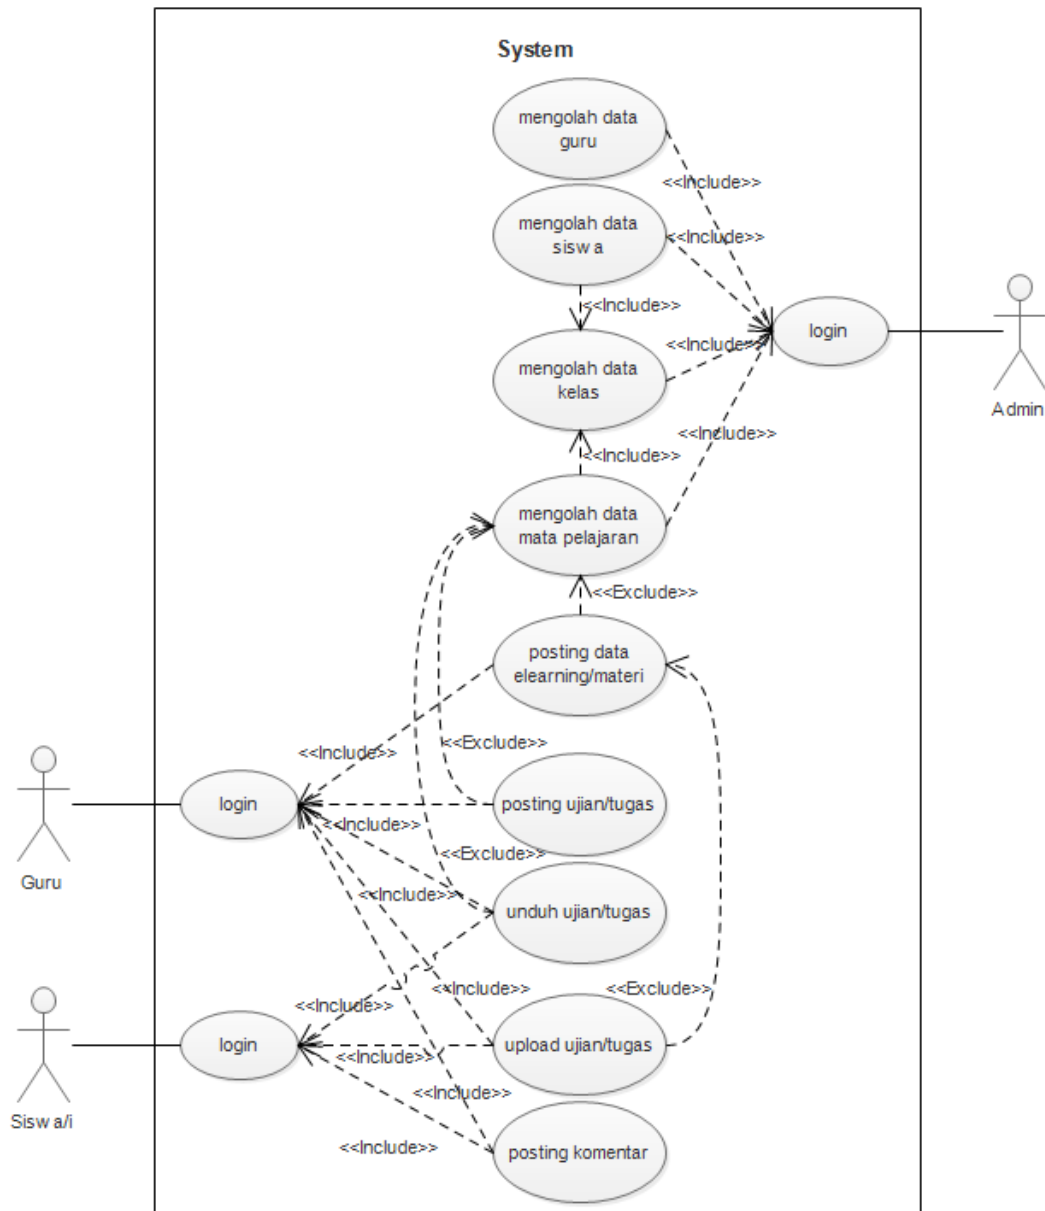 System
mengolah data
guru
<<Include>>
mengolah data
sisw a
<<Include>>
<<Include>>
login
mengolah data
kelas
<<Include>>
Admin
<<Include>>
<<Include>>
mengolah data
mata pelajaran
<<Exclude>>
posting data
elearning/materi
<<Include>>
<<Exclude>>
login
posting ujian/tugas
<<Include>>
<<Exclude>>
Guru
<<Include>>
unduh ujian/tugas
<<Include>>
<<Exclude>>
<<Include>>
login
upload ujian/tugas
<<Include>>
<<Include>>
Sisw a/i
<<Include>>
posting komentar